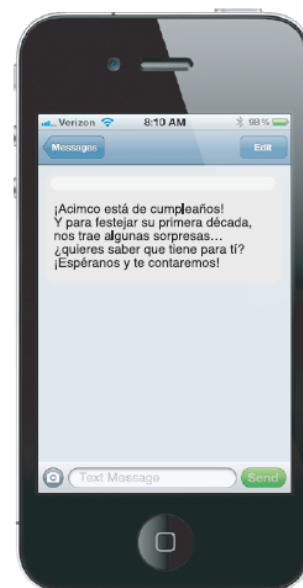 Verizon 8:10 AM 98%
Messages Edit
¡Acimco está de cumpleaños!
Y para festejar su primera década,
nos trae algunas sorpresas...
¿quieres saber que tiene para tí?
¡Espéranos y te contaremos!
Text Message Send